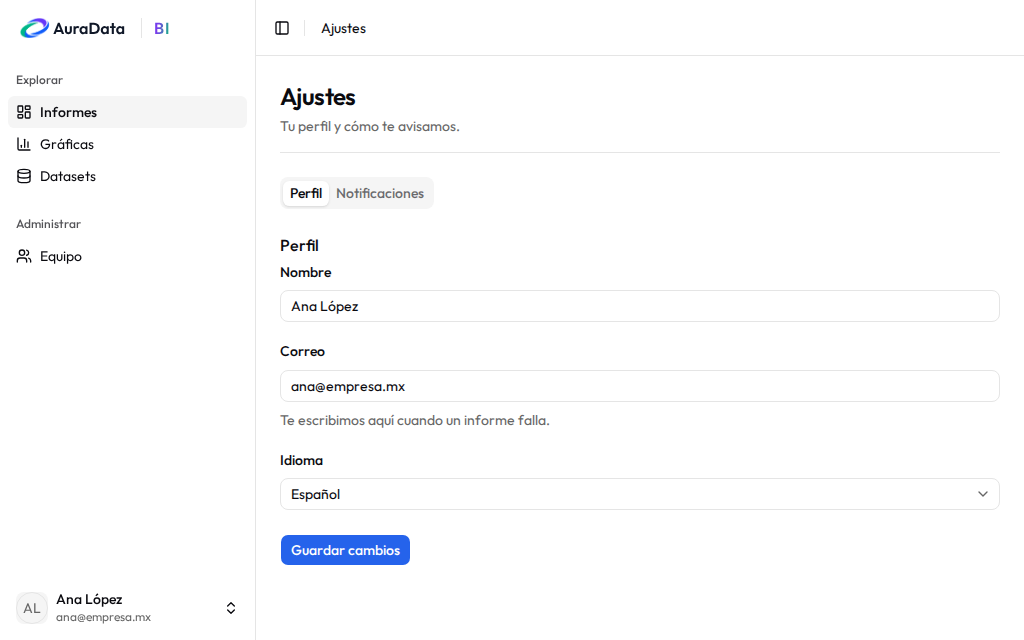 AuraData BI
Explorar
Informes
Gráficas
Datasets
Administrar
Equipo
AL
Ana López
ana@empresa.mx
Ajustes
Ajustes
Tu perfil y cómo te avisamos.
Perfil Notificaciones
Perfil
Nombre
Ana López
Correo
ana@empresa.mx
Te escribimos aquí cuando un informe falla.
Idioma
Español
Guardar cambios